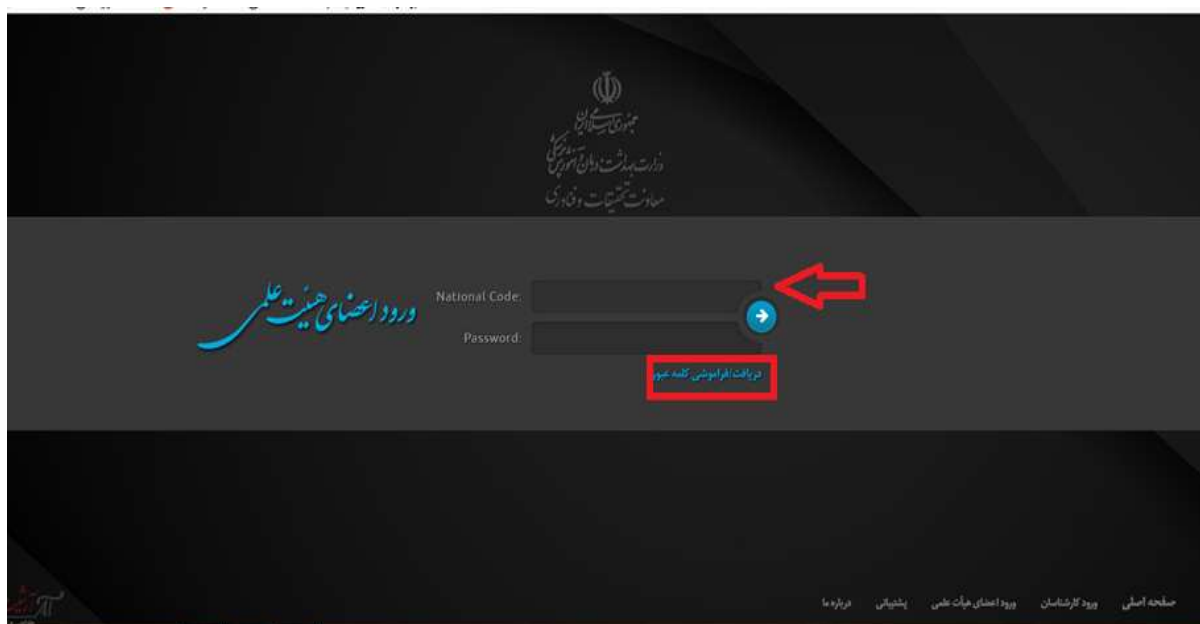 جمهوری اسلامی ایران
وزارت بهداشت درمان و آموزش پزشکی
معاونت تحقیقات و فناوری
ورود اعضای هیئت علمی
National Code:
Password:
دریافت/فراموشی کلمه عبور
صفحه اصلی ورود کارشناسان ورود اعضای هیأت علمی پشتیبانی درباره ما